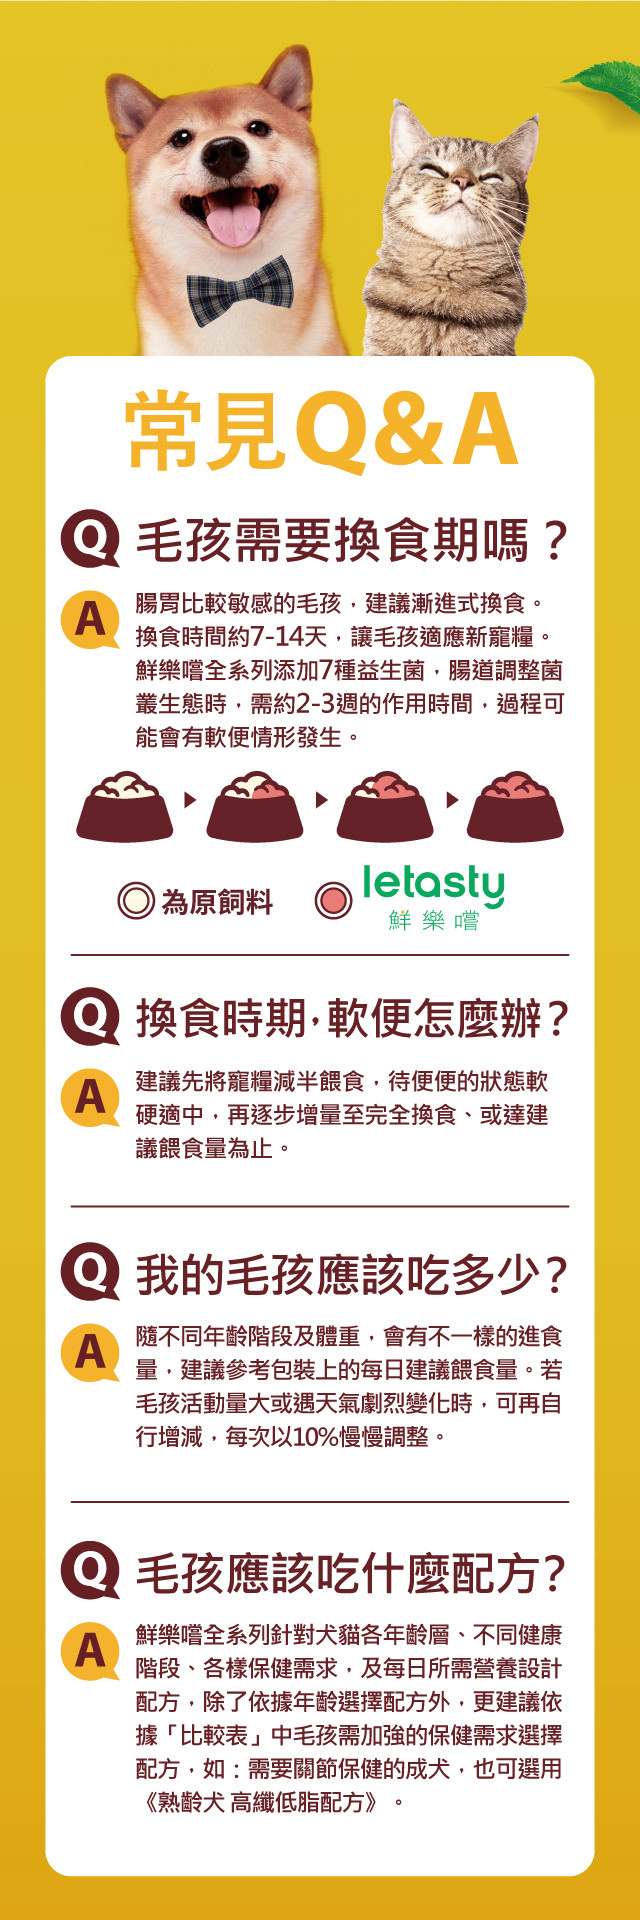 常見Q&A
Q 毛孩需要換食期嗎？
A 腸胃比較敏感的毛孩，建議漸進式換食。
換食時間約7-14天，讓毛孩適應新寵糧。
鮮樂嚐全系列添加7種益生菌，腸道調整菌
叢生態時，需約2-3週的作用時間，過程可
能會有軟便情形發生。
為原飼料 letasty
鮮樂嚐
Q 換食時期，軟便怎麼辦？
A 建議先將寵糧減半餵食，待便便的狀態軟
硬適中，再逐步增量至完全換食、或達建
議餵食量為止。
Q 我的毛孩應該吃多少？
A 隨不同年齡階段及體重，會有不一樣的進食
量，建議參考包裝上的每日建議餵食量。若
毛孩活動量大或遇天氣劇烈變化時，可再自
行增減，每次以10%慢慢調整。
Q 毛孩應該吃什麼配方？
A 鮮樂嚐全系列針對犬貓各年齡層、不同健康
階段、各樣保健需求，及每日所需營養設計
配方，除了依據年齡選擇配方外，更建議依
據「比較表」中毛孩需加強的保健需求選擇
配方，如：需要關節保健的成犬，也可選用
《熟齡犬 高纖低脂配方》。